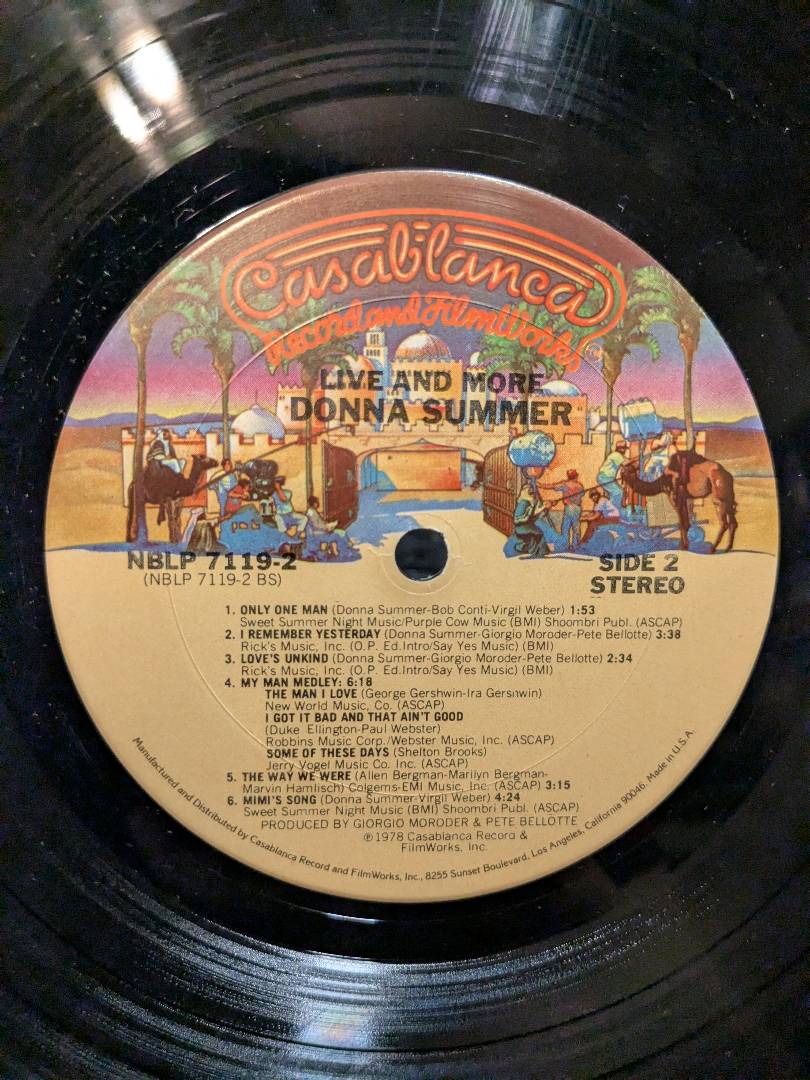 Casablanca
Record and FilmWorks
LIVE AND MORE
DONNA SUMMER
NBLP 7119-2
(NBLP 7119-2 BS)
SIDE 2
STEREO
1. ONLY ONE MAN (Donna Summer-Bob Conti-Virgil Weber) 1:53
Sweet Summer Night Music/Purple Cow Music (BMI) Shoombri Publ. (ASCAP)
2. I REMEMBER YESTERDAY (Donna Summer-Giorgio Moroder-Pete Bellotte) 3:38
Rick's Music, Inc. (O.P. Ed.Intro/Say Yes Music) (BMI)
3. LOVE'S UNKIND (Donna Summer-Giorgio Moroder-Pete Bellotte) 2:34
Rick's Music, Inc. (O.P. Ed.Intro/Say Yes Music) (BMI)
4. MY MAN MEDLEY: 6:18
THE MAN I LOVE (George Gershwin-Ira Gershwin)
New World Music, Co. (ASCAP)
I GOT IT BAD AND THAT AIN'T GOOD
(Duke Ellington-Paul Webster)
Robbins Music Corp./Webster Music, Inc. (ASCAP)
SOME OF THESE DAYS (Shelton Brooks)
Jerry Vogel Music Co. Inc. (ASCAP)
5. THE WAY WE WERE (Allen Bergman-Marilyn Bergman-
Marvin Hamlisch) Colgems-EMI Music, Inc. (ASCAP) 3:15
6. MIMI'S SONG (Donna Summer-Virgil Weber) 4:24
Sweet Summer Night Music (BMI) Shoombri Publ. (ASCAP)
PRODUCED BY GIORGIO MORODER & PETE BELLOTTE
℗1978 Casablanca Record &
FilmWorks, Inc.
Manufactured and Distributed by Casablanca Record and FilmWorks, Inc., 8255 Sunset Boulevard, Los Angeles, California 90046. Made in U.S.A.